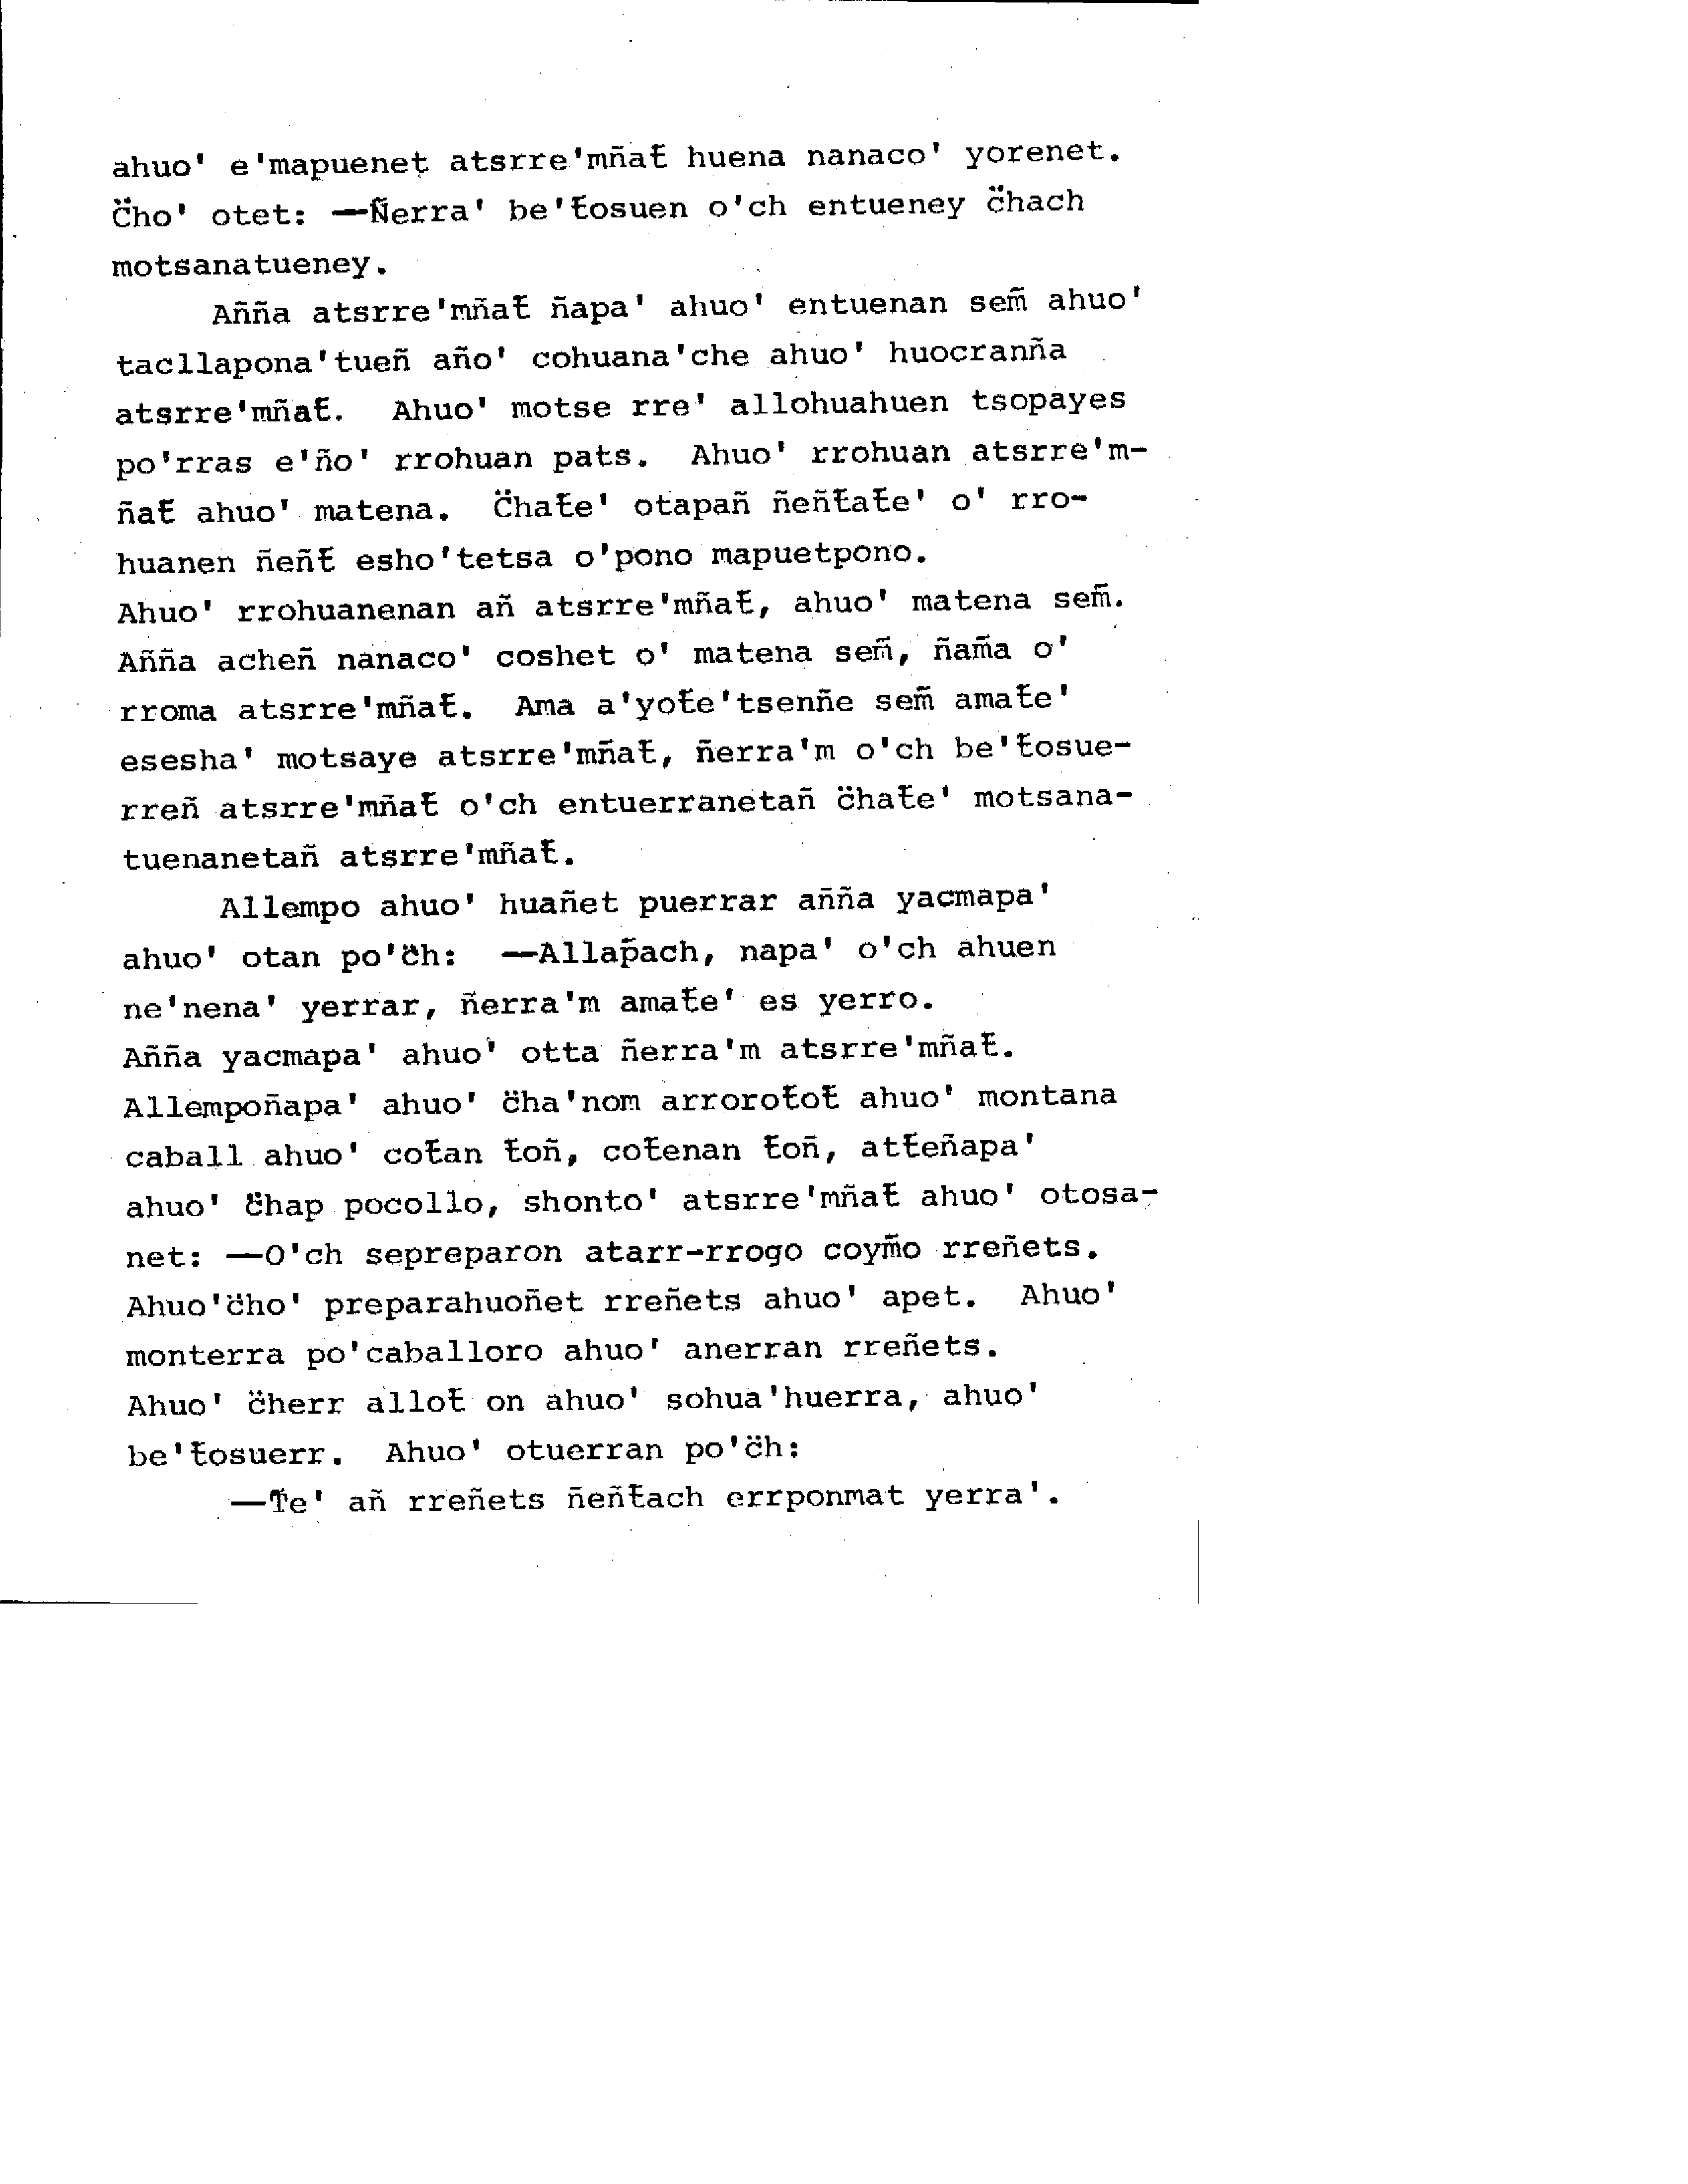 ahuo' e'mapuenet atsrre'mñat̃ huena nanaco' yorenet.
C̈ho' otet: —Ñerra' be't̃osuen o'ch entueney c̈hach
motsanatueney.
Añña atsrre'mñat̃ ñapa' ahuo' entuenan sem̃ ahuo'
tacllapona'tueñ año' cohuana'che ahuo' huocranña
atsrre'mñat̃. Ahuo' motse rre' allohuahuen tsopayes
po'rras e'ño' rrohuan pats. Ahuo' rrohuan atsrre'm-
ñat̃ ahuo' matena. C̈hat̃e' otapañ ñeñt̃at̃e' o' rro-
huanen ñeñt̃ esho'tetsa o'pono mapuetpono.
Ahuo' rrohuanenan añ atsrre'mñat̃, ahuo' matena sem̃.
Añña acheñ nanaco' coshet o' matena sem̃, ñam̃a o'
rroma atsrre'mñat̃. Ama a'yot̃e'tsenñe sem̃ amat̃e'
esesha' motsaye atsrre'mñat̃, ñerra'm o'ch be't̃osue-
rreñ atsrre'mñat̃ o'ch entuerranetañ c̈hat̃e' motsana-
tuenanetañ atsrre'mñat̃.
Allempo ahuo' huañet puerrar añña yacmapa'
ahuo' otan po'c̈h: —Allap̃ach, napa' o'ch ahuen
ne'nena' yerrar, ñerra'm amat̃e' es yerro.
Añña yacmapa' ahuo' otta ñerra'm atsrre'mñat̃.
Allempoñapa' ahuo' c̈ha'nom arrorot̃ot̃ ahuo' montana
caball ahuo' cot̃an t̃oñ, cot̃enan t̃oñ, att̃eñapa'
ahuo' c̈hap pocollo, shonto' atsrre'mñat̃ ahuo' otosa-
net: —O'ch sepreparon atarr-rrogo coym̃o rreñets.
Ahuo'c̈ho' preparahuoñet rreñets ahuo' apet. Ahuo'
monterra po'caballoro ahuo' anerran rreñets.
Ahuo' c̈herr allot̃ on ahuo' sohua'huerra, ahuo'
be't̃osuerr. Ahuo' otuerran po'c̈h:
—T̃e' añ rreñets ñeñt̃ach errponmat yerra'.